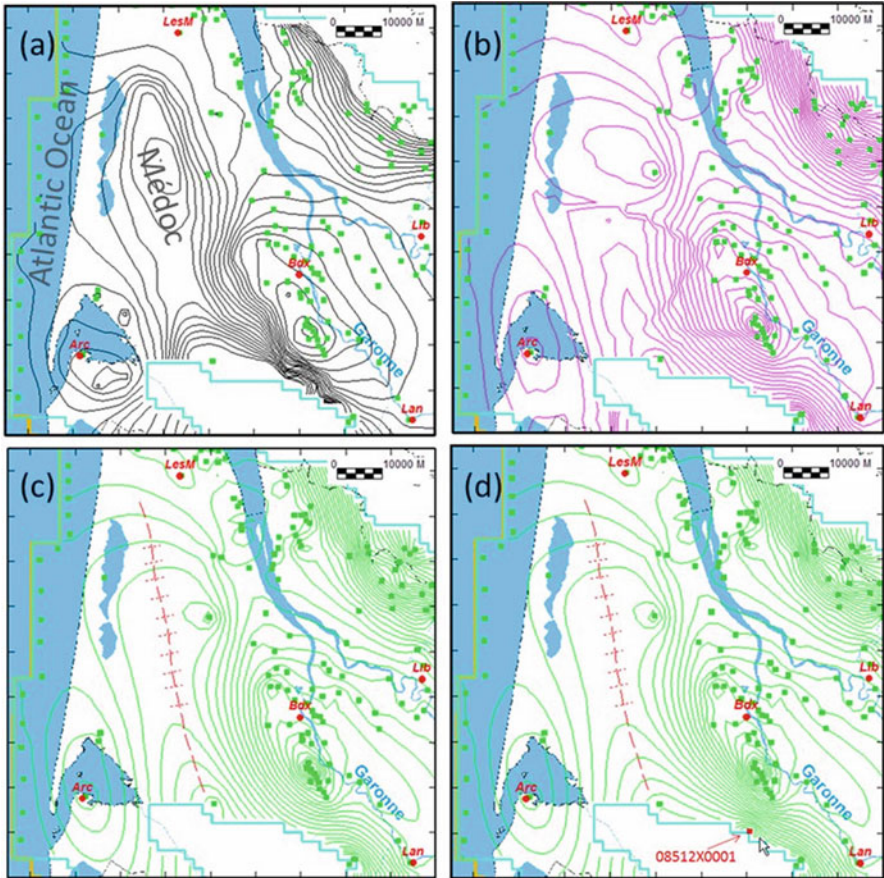 (a)
LesM
0 10000 M
Atlantic Ocean
Médoc
Lib
Bdx
Arc
Garonne
Lan
(b)
LesM
0 10000 M
Lib
Bdx
Arc
Garonne
Lan
(c)
LesM
0 10000 M
Lib
Bdx
Arc
Garonne
Lan
(d)
LesM
0 10000 M
Lib
Bdx
Arc
Garonne
Lan
08512X0001